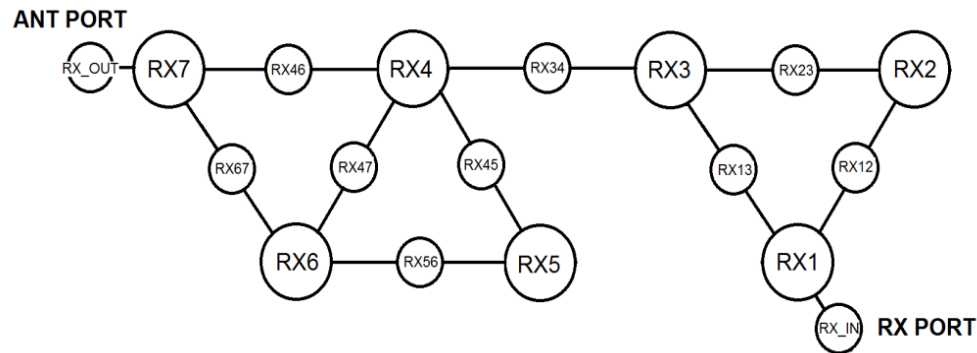 ANT PORT
RX_OUT
RX7
RX46
RX4
RX34
RX3
RX23
RX2
RX67
RX47
RX45
RX13
RX12
RX6
RX56
RX5
RX1
RX_IN
RX PORT